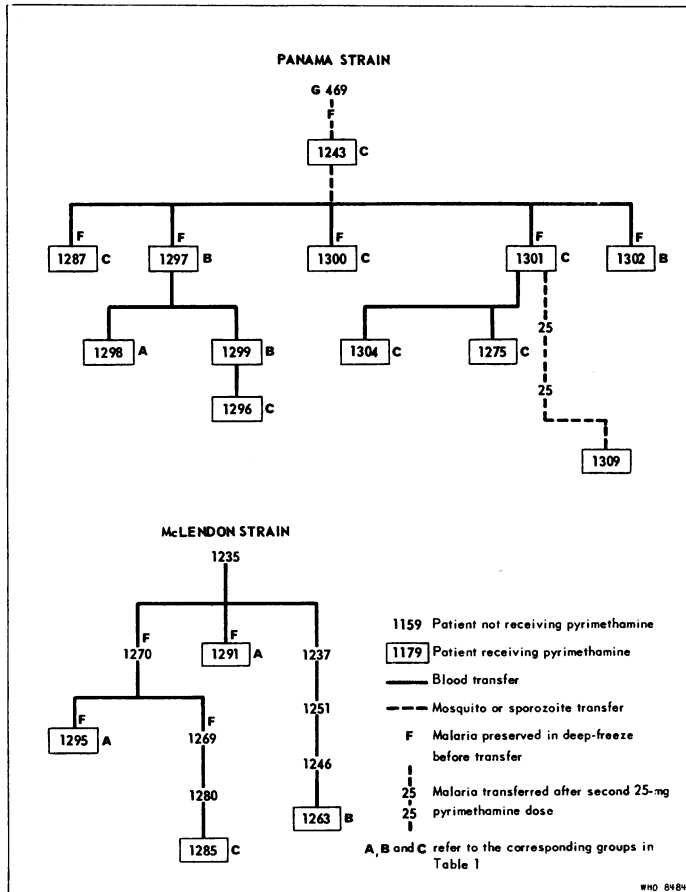 PANAMA STRAIN
G 469
F
1243 C
F F F F F
1287 C 1297 B 1300 C 1301 C 1302 B
25
1298 A 1299 B 1304 C 1275 C
25
1296 C
1309
McLENDON STRAIN
1235
F F
1270 1291 A 1237
F F
1295 A 1269 1251
1246
1280
1263 B
1285 C
1159 Patient not receiving pyrimethamine
1179 Patient receiving pyrimethamine
Blood transfer
Mosquito or sporozoite transfer
F Malaria preserved in deep-freeze
before transfer
25 Malaria transferred after second 25-mg
25 pyrimethamine dose
A, B and C refer to the corresponding groups in
Table 1
WHO 8484